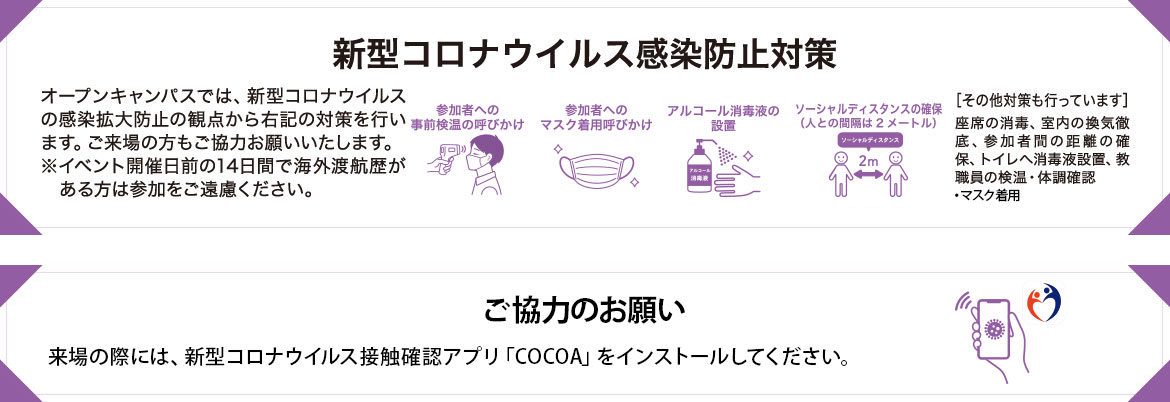 新型コロナウイルス感染防止対策
オープンキャンパスでは、新型コロナウイルス
の感染拡大防止の観点から右記の対策を行い
ます。ご来場の方もご協力お願いいたします。
※イベント開催日前の14日間で海外渡航歴が
ある方は参加をご遠慮ください。
参加者への
事前検温の呼びかけ
参加者への
マスク着用呼びかけ
アルコール消毒液の
設置
アルコール
消毒液
ソーシャルディスタンスの確保
（人との間隔は2メートル）
ソーシャルディスタンス
2m
［その他対策も行っています］
座席の消毒、室内の換気徹
底、参加者間の距離の確
保、トイレへ消毒液設置、教
職員の検温・体調確認
・マスク着用
ご協力のお願い
来場の際には、新型コロナウイルス接触確認アプリ「COCOA」をインストールしてください。